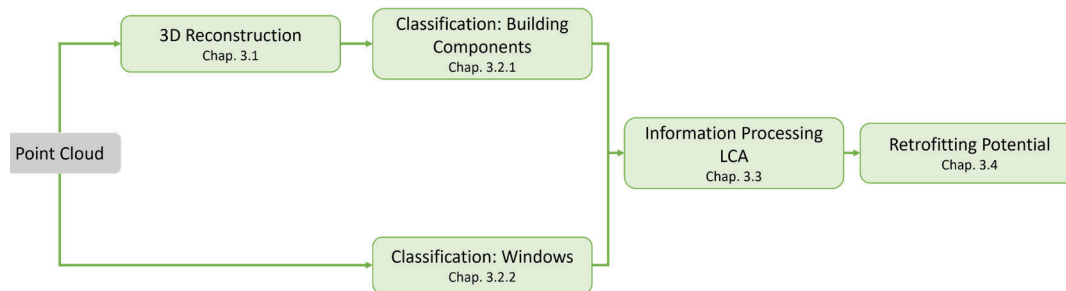 3D Reconstruction
Chap. 3.1
Classification: Building
Components
Chap. 3.2.1
Point Cloud
Information Processing
LCA
Chap. 3.3
Retrofitting Potential
Chap. 3.4
Classification: Windows
Chap. 3.2.2